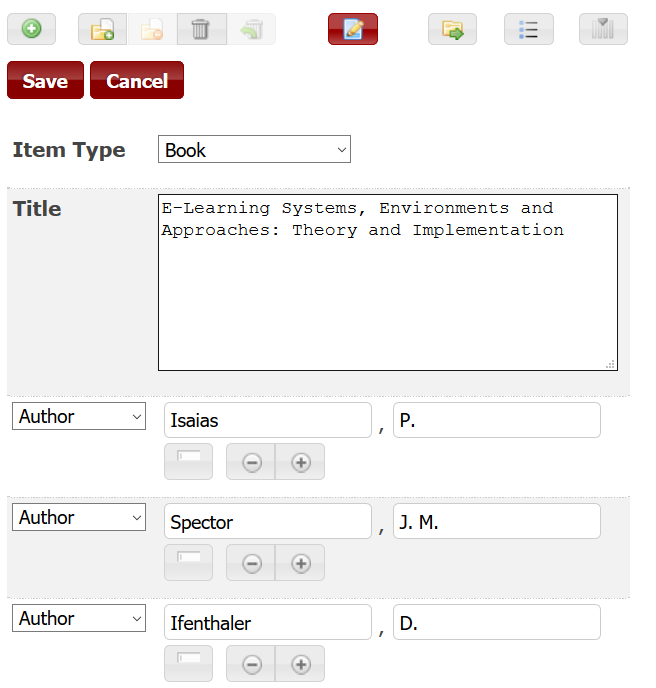 Save Cancel
Item Type Book
Title E-Learning Systems, Environments and
Approaches: Theory and Implementation
Author Isaias , P.
Author Spector , J. M.
Author Ifenthaler , D.